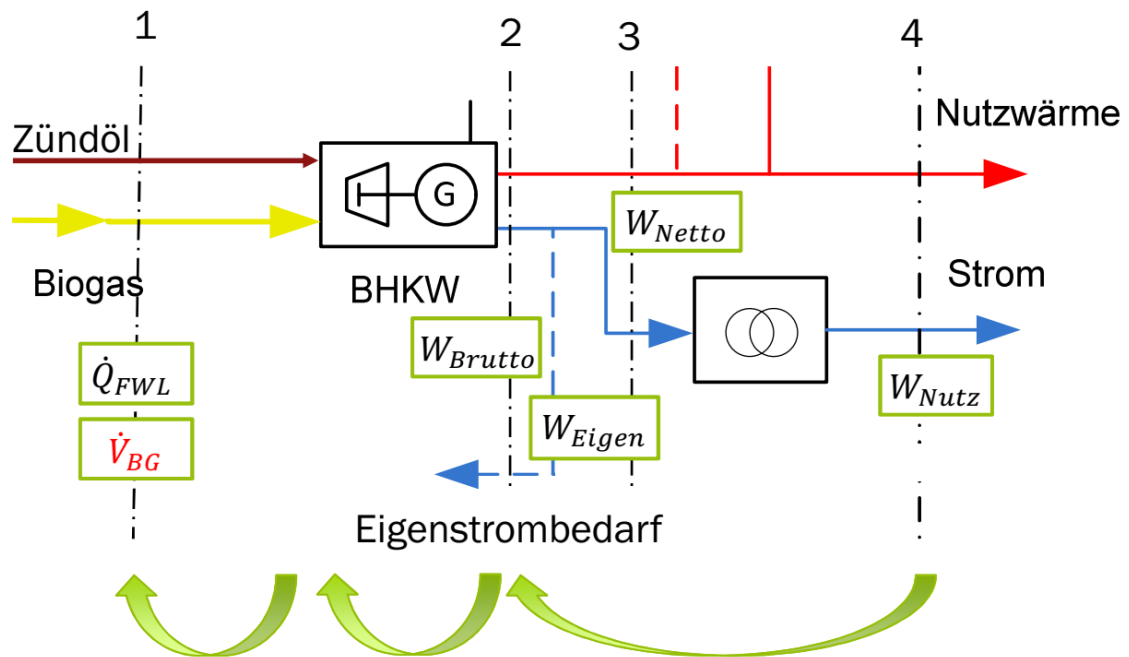 1
2
3
4
Zündöl
Nutzwärme
G
W_Netto
Biogas
BHKW
Strom
W_Brutto
Q̇_FWL
W_Nutz
W_Eigen
V̇_BG
Eigenstrombedarf